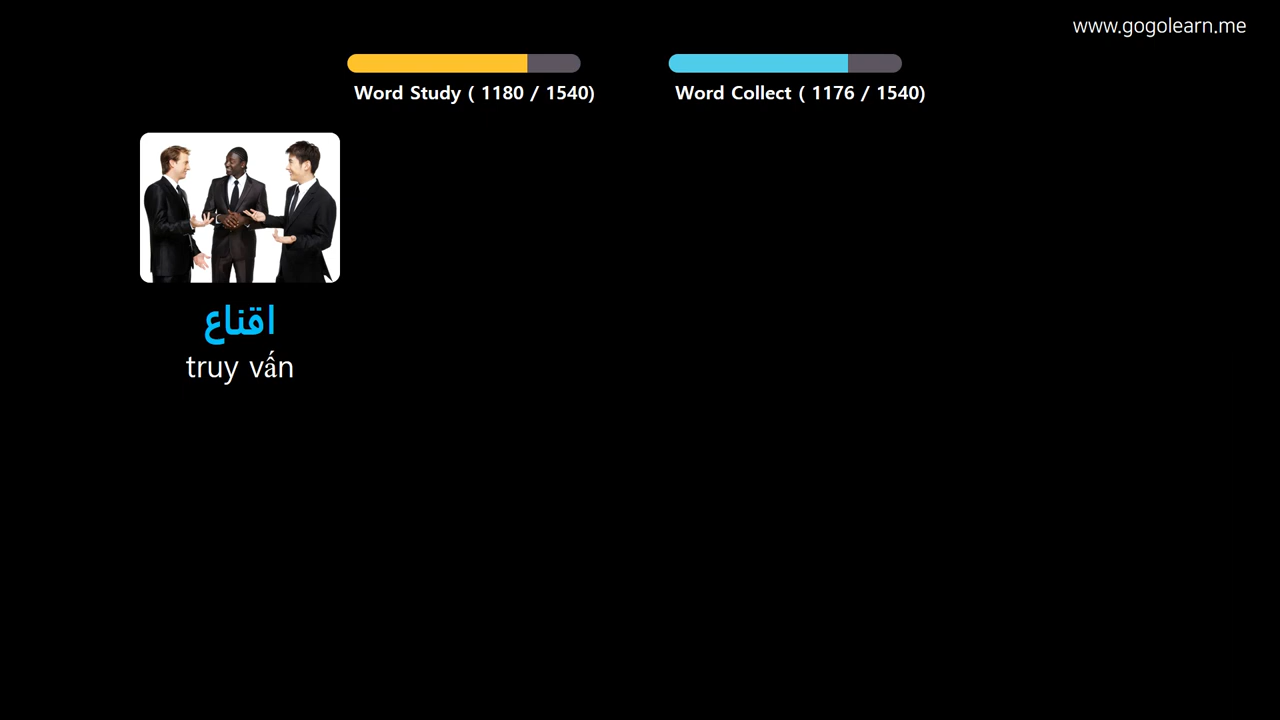 www.gogolearn.me
Word Study ( 1180 / 1540)
Word Collect ( 1176 / 1540)
اقناع
truy vấn